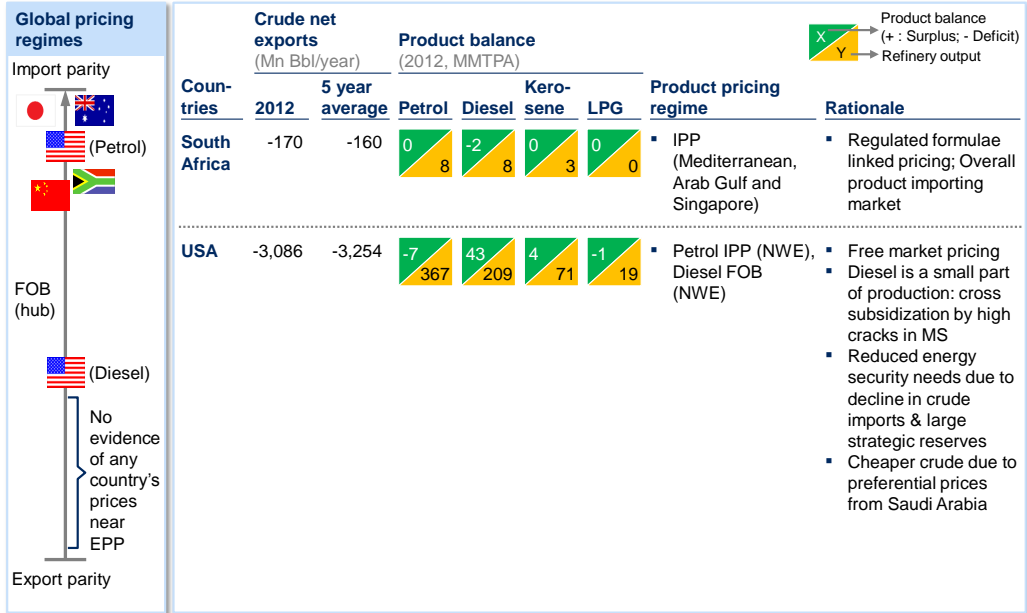 Global pricing
regimes
Import parity
(Petrol)
FOB
(hub)
(Diesel)
No
evidence
of any
country's
prices
near
EPP
Export parity
Product balance
(+ : Surplus; - Deficit)
X
Y
Refinery output
Crude net
exports
(Mn Bbl/year)
Product balance
(2012, MMTPA)
Coun-
tries
2012
5 year
average
Petrol
Diesel
Kero-
sene
LPG
Product pricing
regime
Rationale
South
Africa
-170
-160
0
8
-2
8
0
3
0
0
▪ IPP
(Mediterranean,
Arab Gulf and
Singapore)
▪ Regulated formulae
linked pricing; Overall
product importing
market
USA
-3,086
-3,254
-7
367
43
209
4
71
-1
19
▪ Petrol IPP (NWE),
Diesel FOB
(NWE)
▪ Free market pricing
▪ Diesel is a small part
of production: cross
subsidization by high
cracks in MS
▪ Reduced energy
security needs due to
decline in crude
imports & large
strategic reserves
▪ Cheaper crude due to
preferential prices
from Saudi Arabia